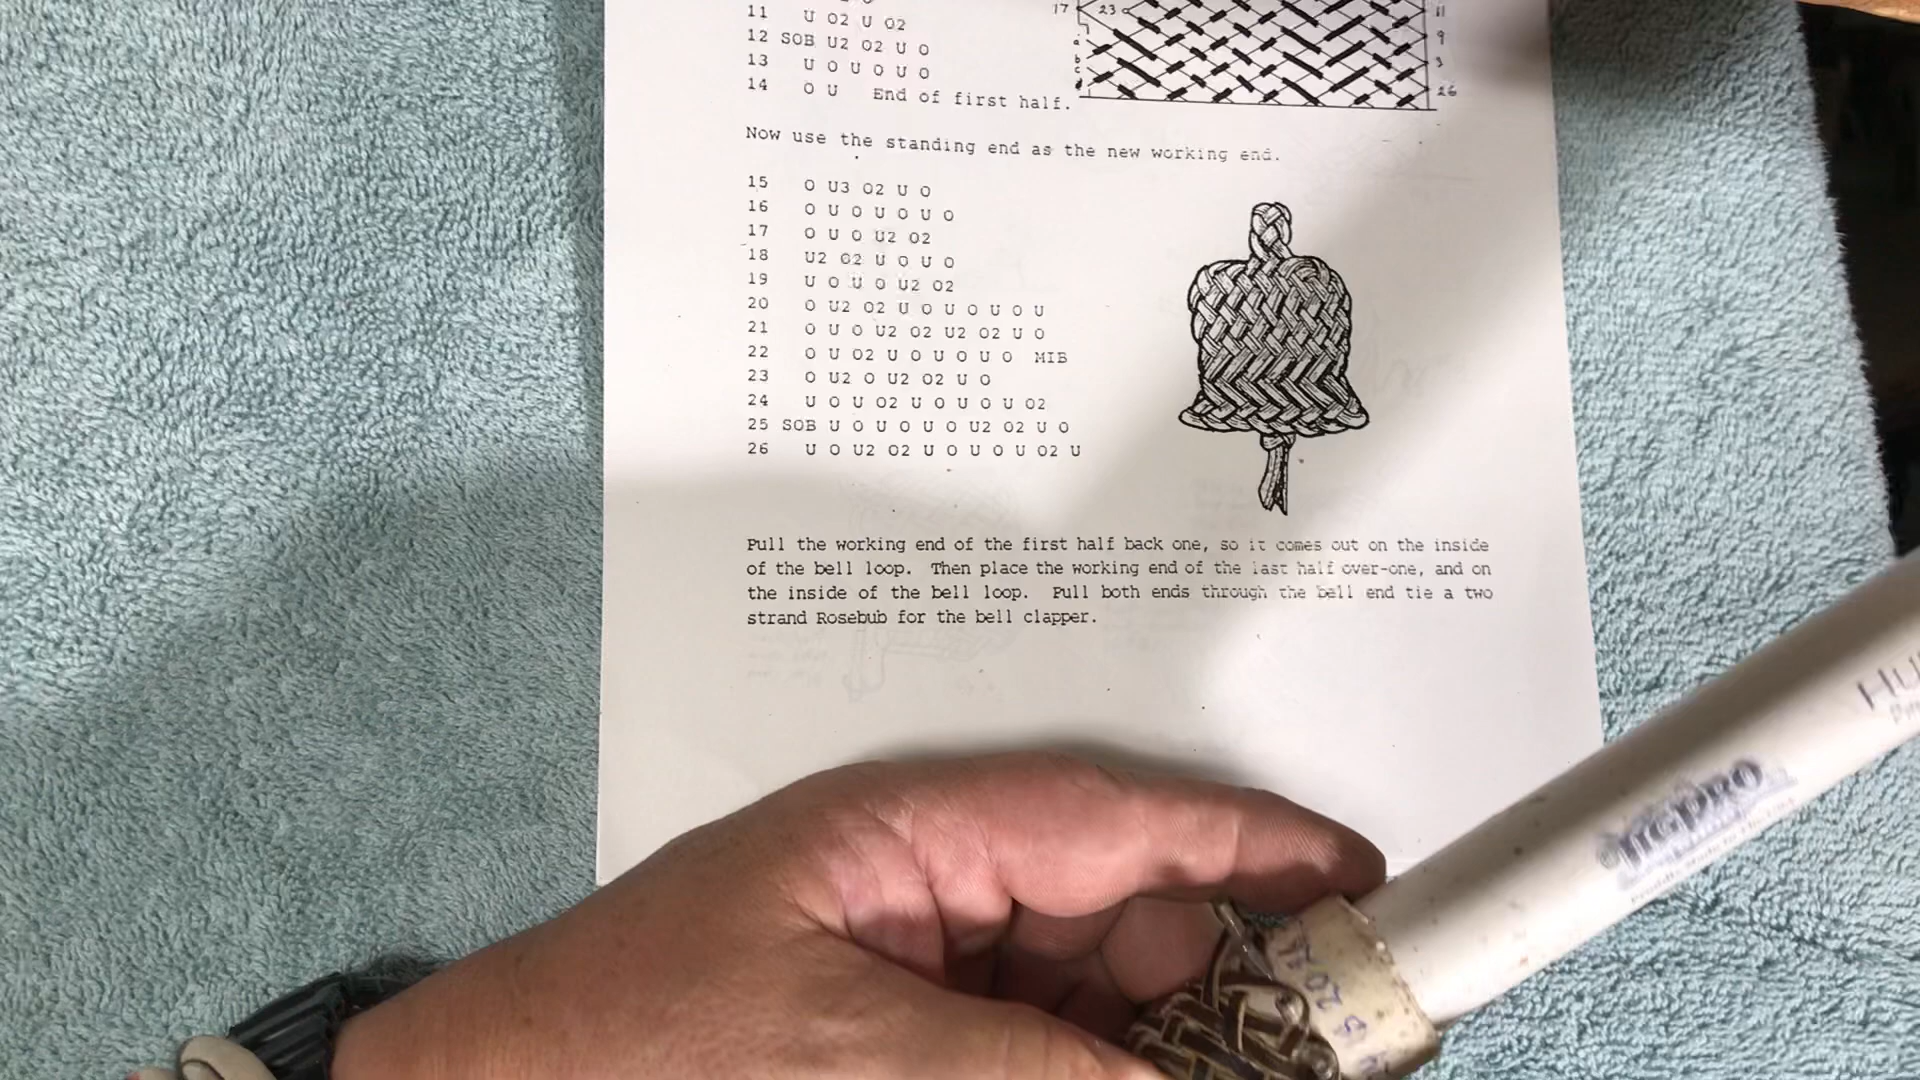 17 23 11
11 U O2 U O2
9
12 SOB U2 O2 U O
a
3
13 U O U O U O
b
c
26
14 O U End of first half.
Now use the standing end as the new working end.
15 O U3 O2 U O
16 O U O U O U O
17 O U O U2 O2
18 U2 O2 U O U O
19 U O U O U2 O2
20 O U2 O2 U O U O U O U
21 O U O U2 O2 U2 O2 U O
22 O U O2 U O U O U O MIB
23 O U2 O U2 O2 U O
24 U O U O2 U O U O U O2
25 SOB U O U O U O U2 O2 U O
26 U O U2 O2 U O U O U O2 U
Pull the working end of the first half back one, so it comes out on the inside
of the bell loop. Then place the working end of the last half over-one, and on
the inside of the bell loop. Pull both ends through the bell end tie a two
strand Rosebub for the bell clapper.